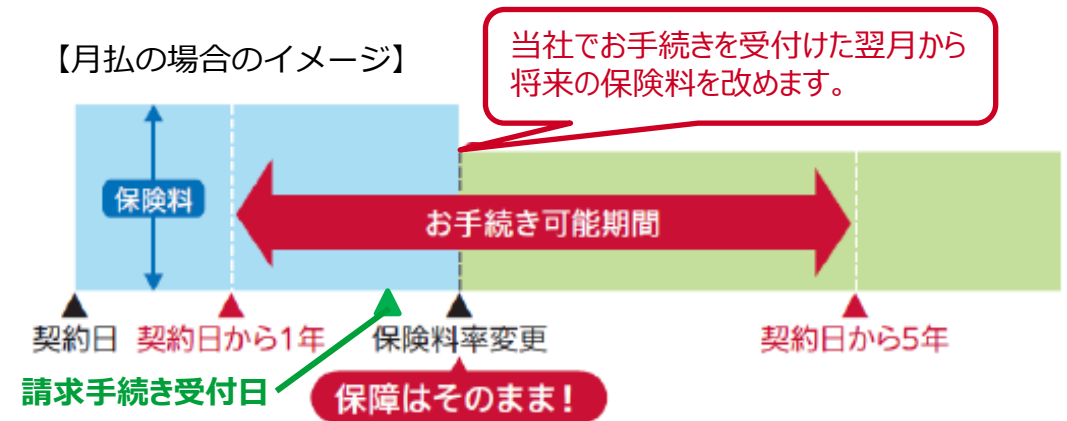 【月払の場合のイメージ】
当社でお手続きを受付けた翌月から
将来の保険料を改めます。
保険料
お手続き可能期間
契約日
契約日から1年
保険料率変更
契約日から5年
請求手続き受付日
保障はそのまま！